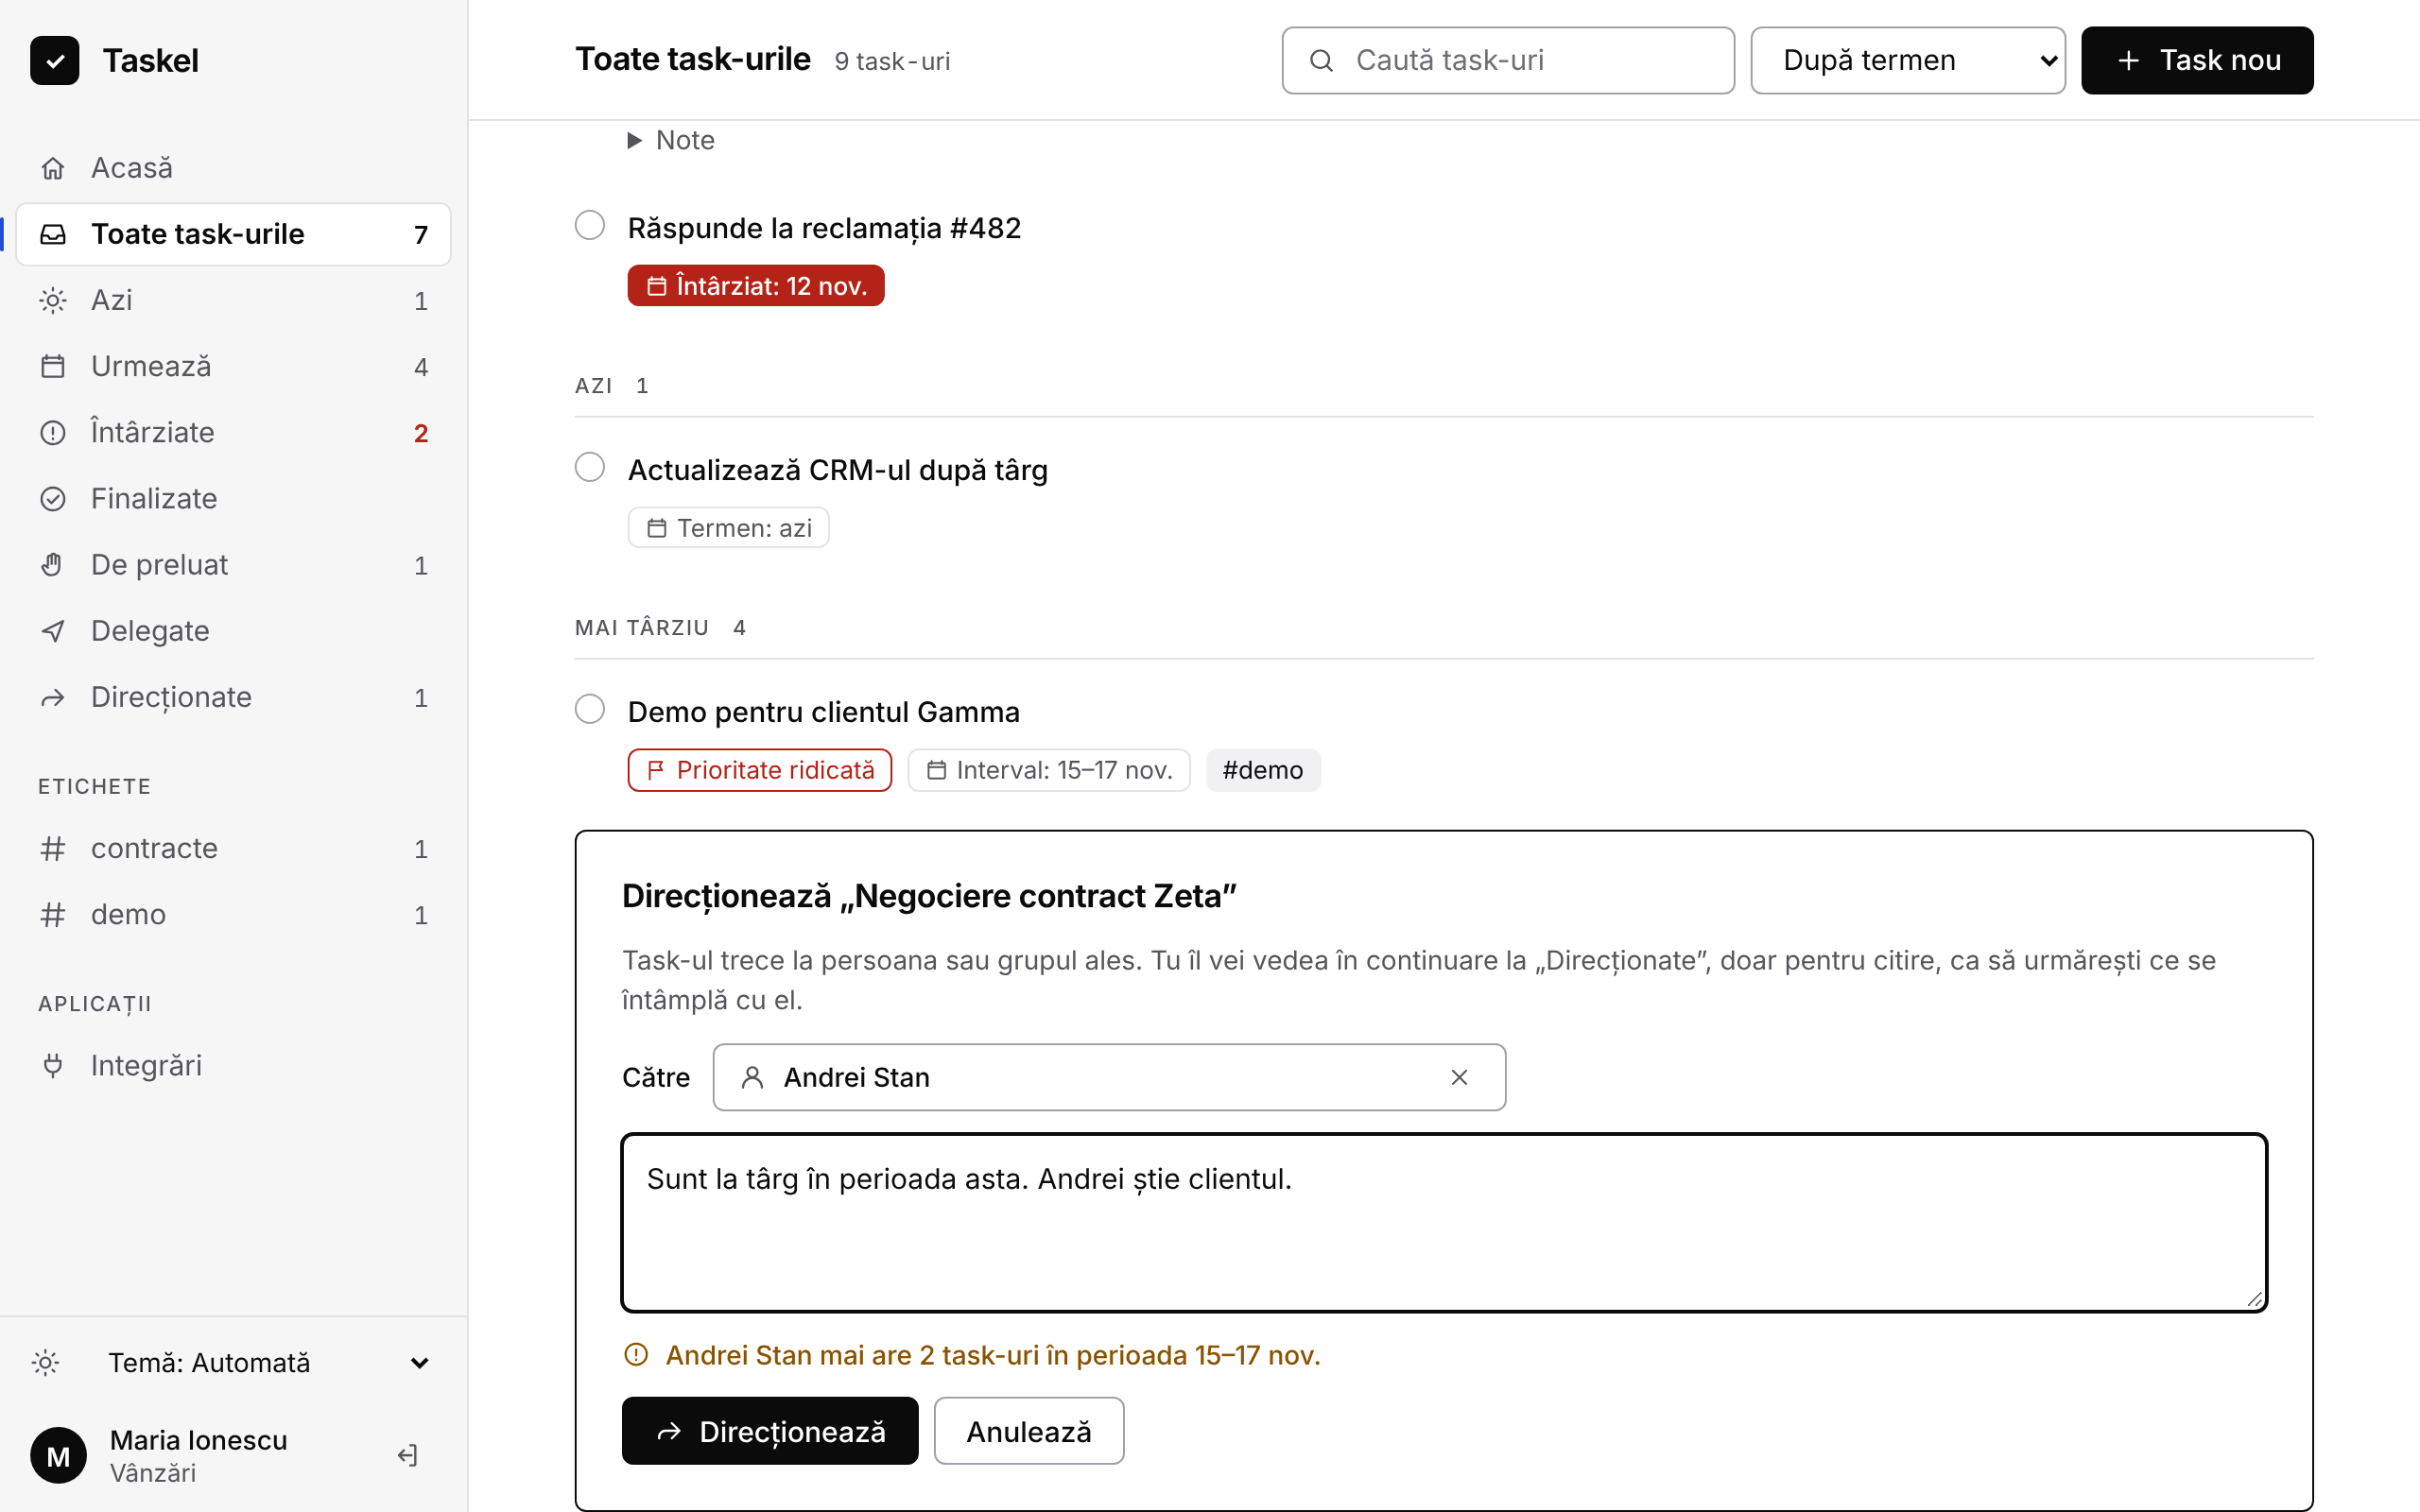 Taskel
Acasă
Toate task-urile 7
Azi 1
Urmează 4
Întârziate 2
Finalizate
De preluat 1
Delegate
Direcționate 1
ETICHETE
contracte 1
demo 1
APLICAȚII
Integrări
Temă: Automată
M
Maria Ionescu
Vânzări
Toate task-urile 9 task-uri
Caută task-uri
După termen
Task nou
Note
Răspunde la reclamația #482
Întârziat: 12 nov.
AZI 1
Actualizează CRM-ul după târg
Termen: azi
MAI TÂRZIU 4
Demo pentru clientul Gamma
Prioritate ridicată Interval: 15–17 nov. #demo
Direcționează „Negociere contract Zeta”
Task-ul trece la persoana sau grupul ales. Tu îl vei vedea în continuare la „Direcționate”, doar pentru citire, ca să urmărești ce se
întâmplă cu el.
Către Andrei Stan
Sunt la târg în perioada asta. Andrei știe clientul.
Andrei Stan mai are 2 task-uri în perioada 15–17 nov.
Direcționează Anulează